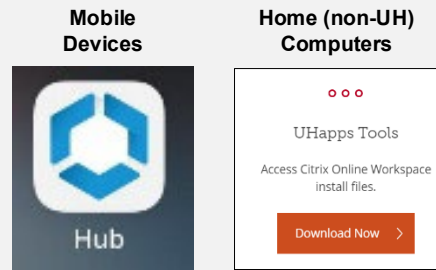 Mobile
Devices
Hub
Home (non-UH)
Computers
UHapps Tools
Access Citrix Online Workspace
install files.
Download Now